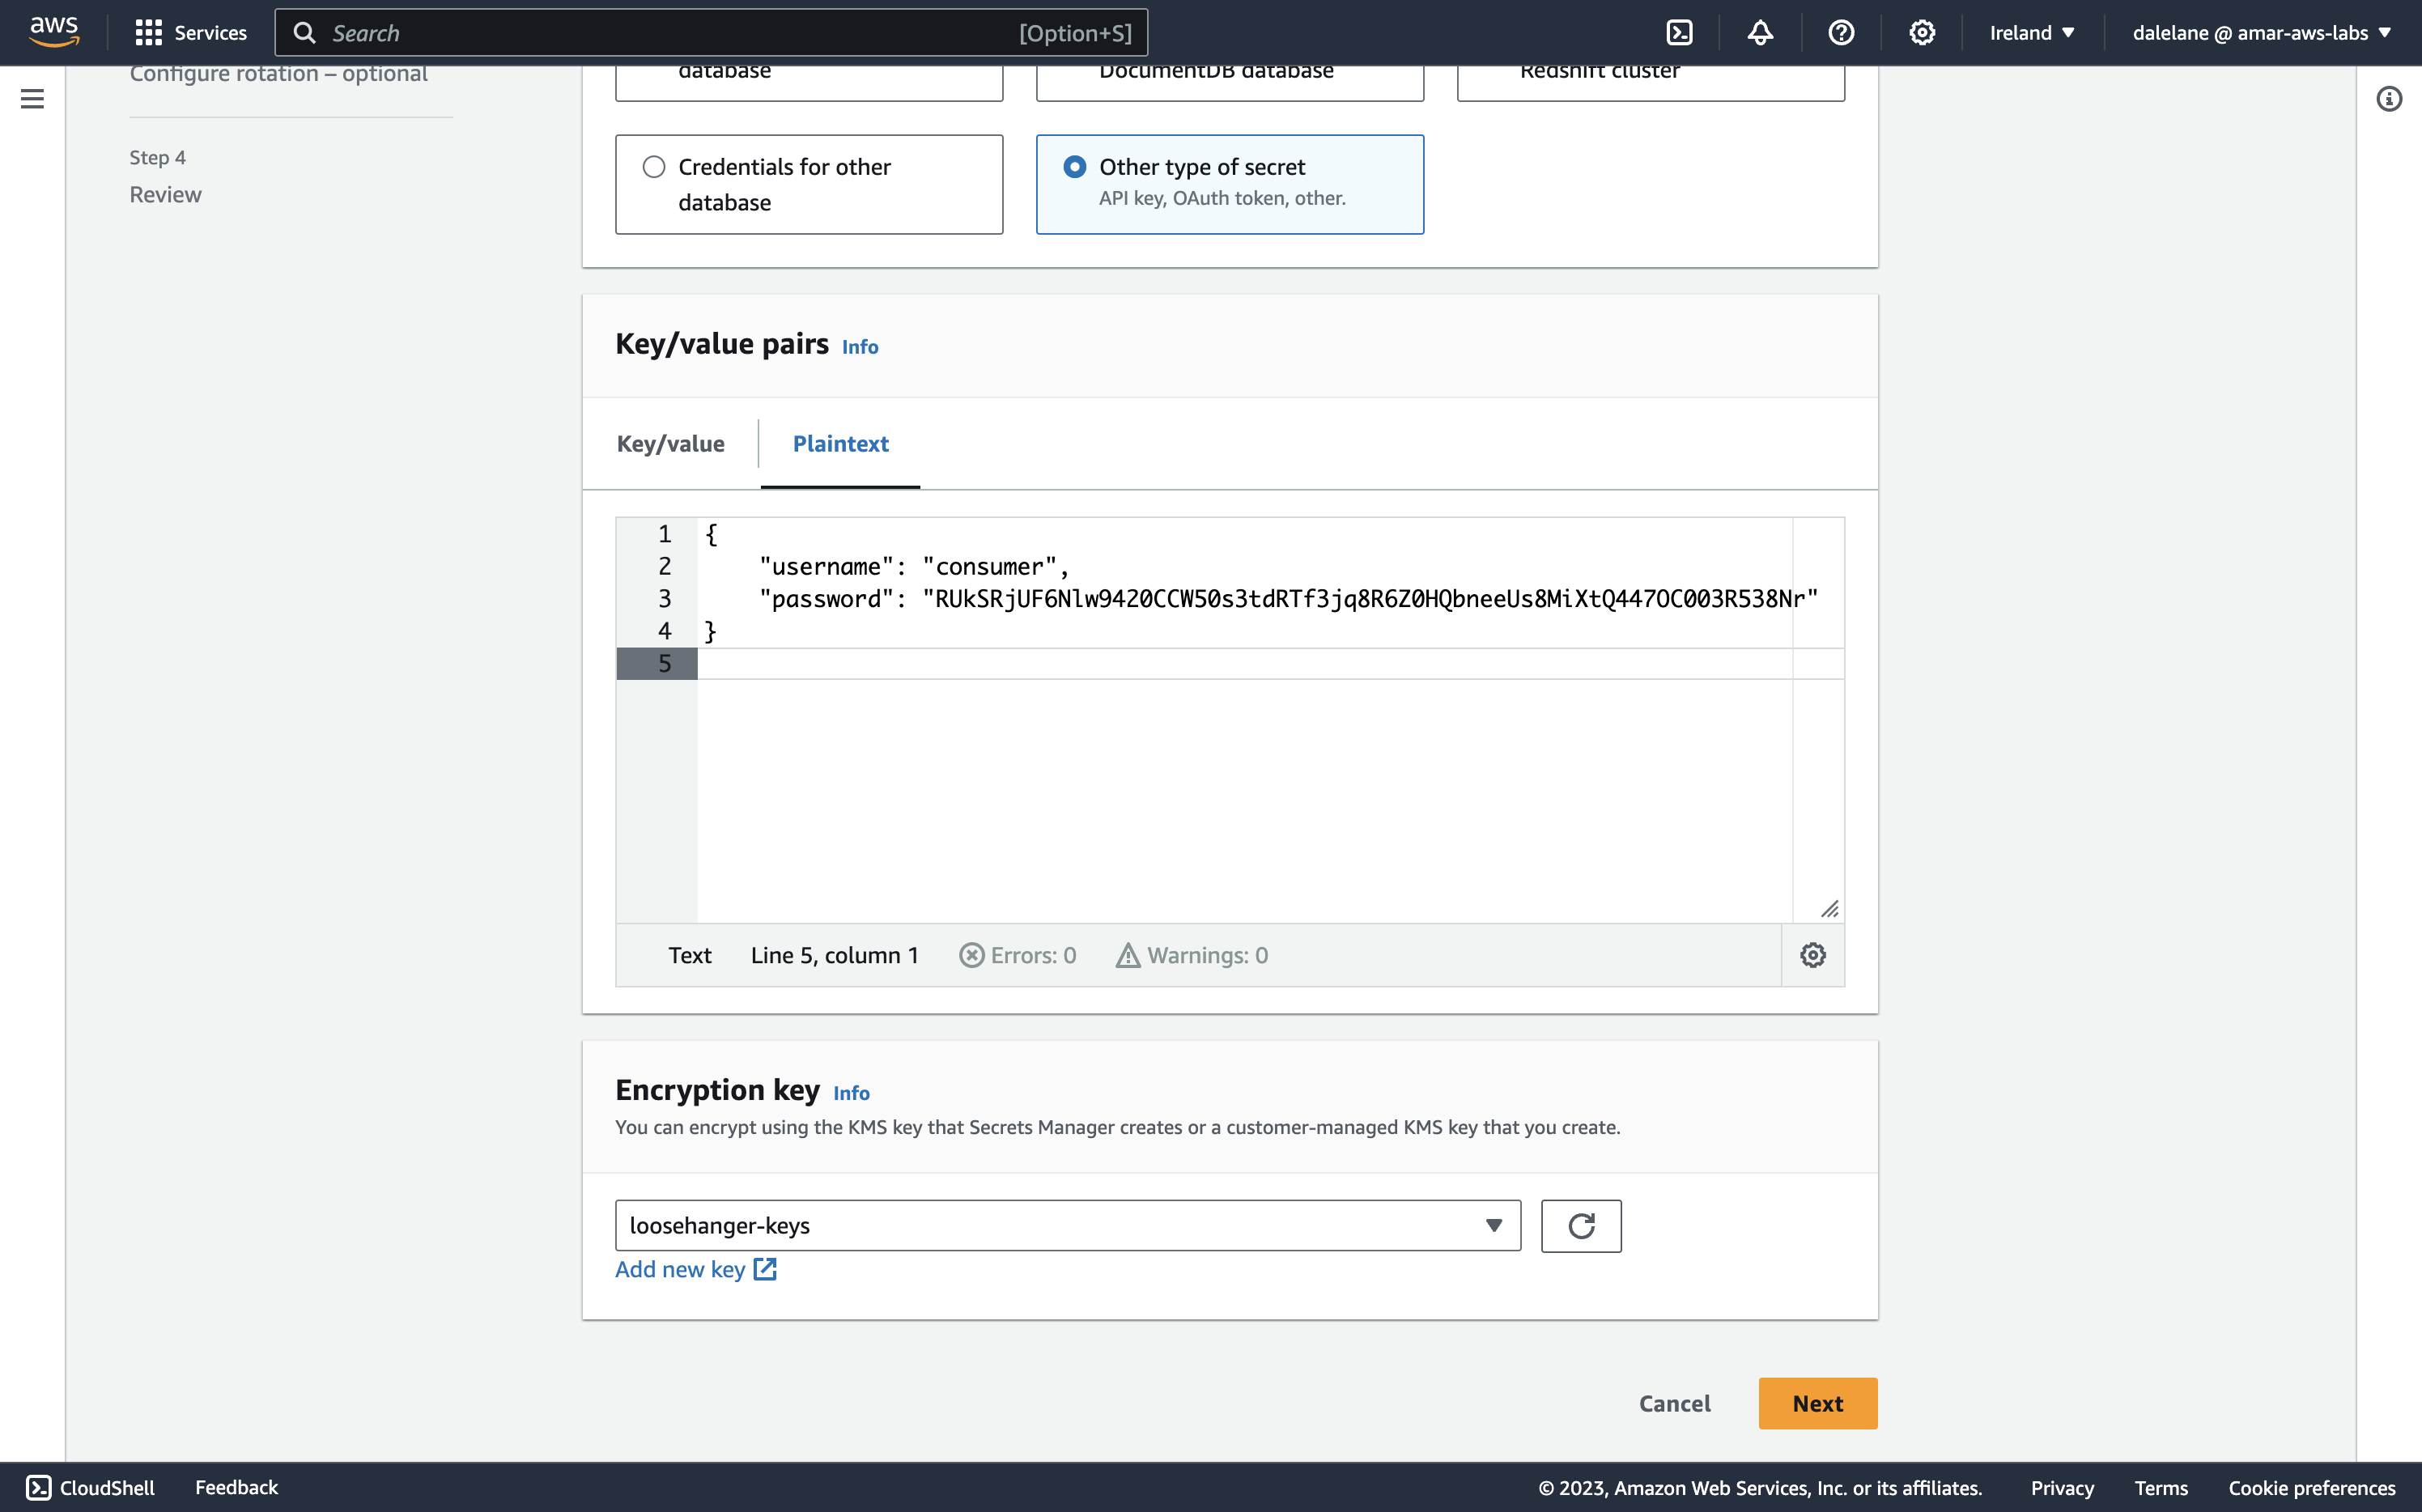 aws
Services
Search
[Option+S]
Ireland
dalelane @ amar-aws-labs
Configure rotation – optional
Step 4
Review
database
DocumentDB database
Redshift cluster
Credentials for other
database
Other type of secret
API key, OAuth token, other.
Key/value pairs Info
Key/value
Plaintext
1 {
2 "username": "consumer",
3 "password": "RUkSRjUF6Nlw9420CCW50s3tdRTf3jq8R6Z0HQbneeUs8MiXtQ447OC003R538Nr"
4 }
5
Text Line 5, column 1 Errors: 0 Warnings: 0
Encryption key Info
You can encrypt using the KMS key that Secrets Manager creates or a customer-managed KMS key that you create.
loosehanger-keys
Add new key
Cancel
Next
CloudShell
Feedback
© 2023, Amazon Web Services, Inc. or its affiliates.
Privacy
Terms
Cookie preferences